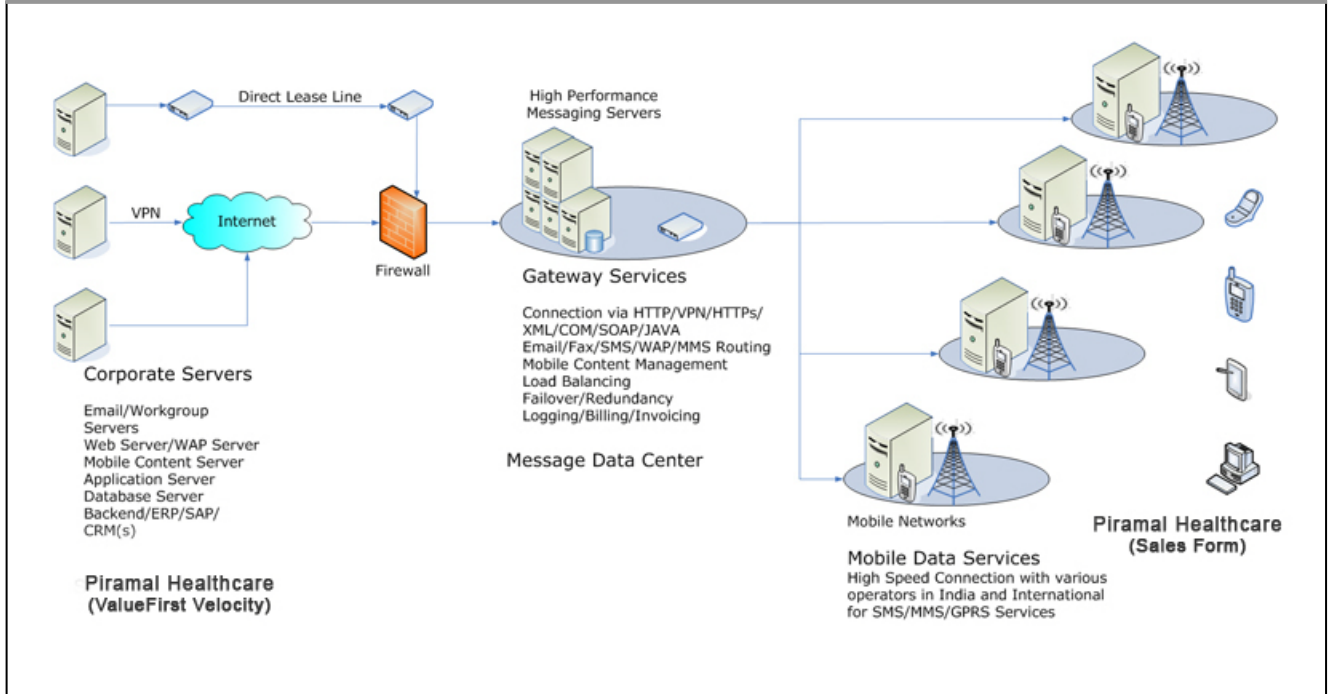 Direct Lease Line
VPN
Internet
Firewall
High Performance
Messaging Servers
Gateway Services
Connection via HTTP/VPN/HTTPs/
XML/COM/SOAP/JAVA
Email/Fax/SMS/WAP/MMS Routing
Mobile Content Management
Load Balancing
Failover/Redundancy
Logging/Billing/Invoicing
Message Data Center
Corporate Servers
Email/Workgroup
Servers
Web Server/WAP Server
Mobile Content Server
Application Server
Database Server
Backend/ERP/SAP/
CRM(s)
Piramal Healthcare
(ValueFirst Velocity)
Mobile Networks
Mobile Data Services
High Speed Connection with various
operators in India and International
for SMS/MMS/GPRS Services
Piramal Healthcare
(Sales Form)